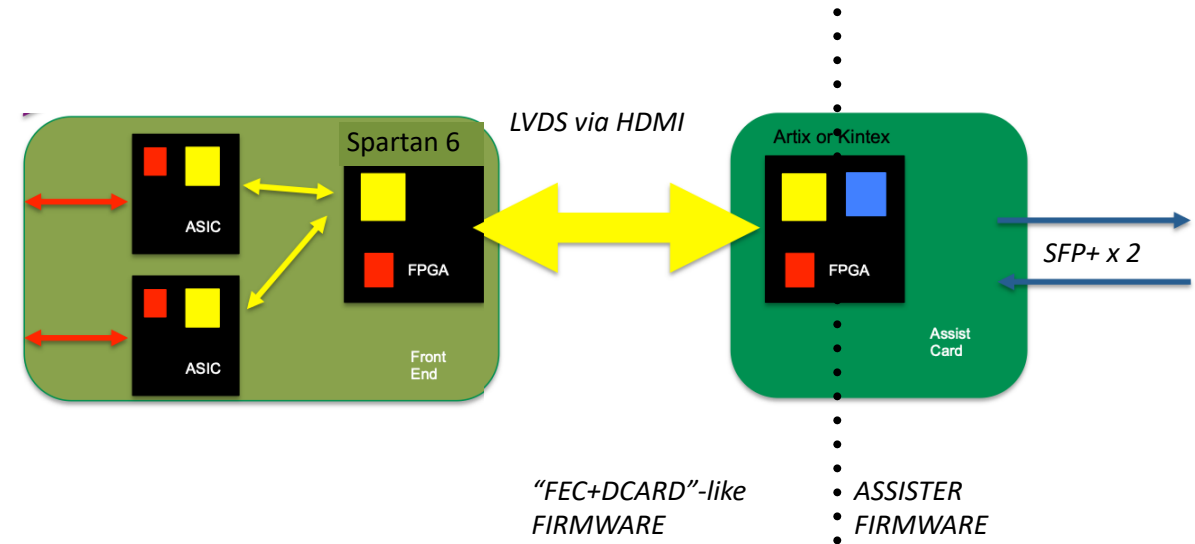 LVDS via HDMI
Spartan 6
Artix or Kintex
ASIC
FPGA
FPGA
SFP+ x 2
ASIC
Front
End
Assist
Card
“FEC+DCARD”-like
FIRMWARE
ASSISTER
FIRMWARE